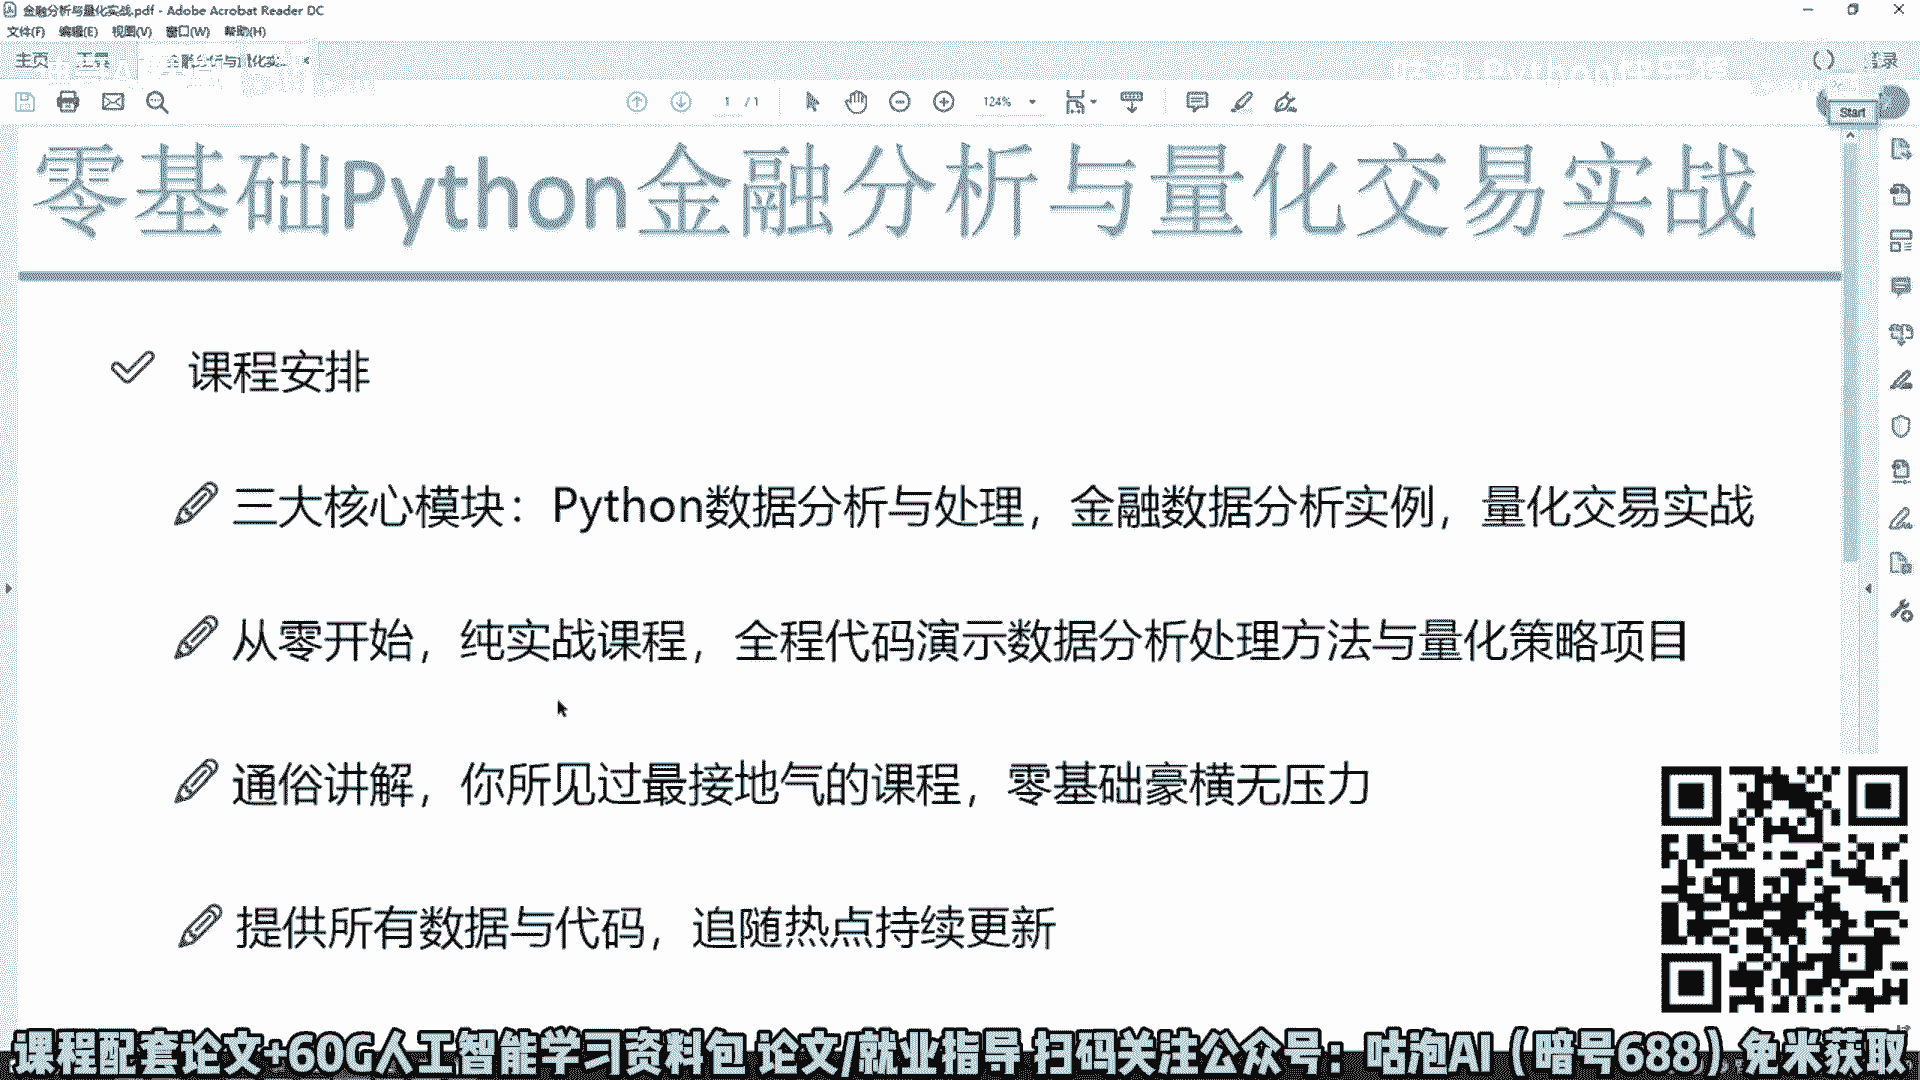 金融分析与量化实战.pdf - Adobe Acrobat Reader DC
文件(F) 编辑(E) 视图(V) 窗口(W) 帮助(H)
主页 工具
1 / 1
124%
Start
零基础Python金融分析与量化交易实战
课程安排
三大核心模块：Python数据分析与处理，金融数据分析实例，量化交易实战
从零开始，纯实战课程，全程代码演示数据分析处理方法与量化策略项目
通俗讲解，你所见过最接地气的课程，零基础豪横无压力
提供所有数据与代码，追随热点持续更新
课程配套论文+60G人工智能学习资料包 论文/就业指导 扫码关注公众号：咕泡AI（暗号688）免米获取